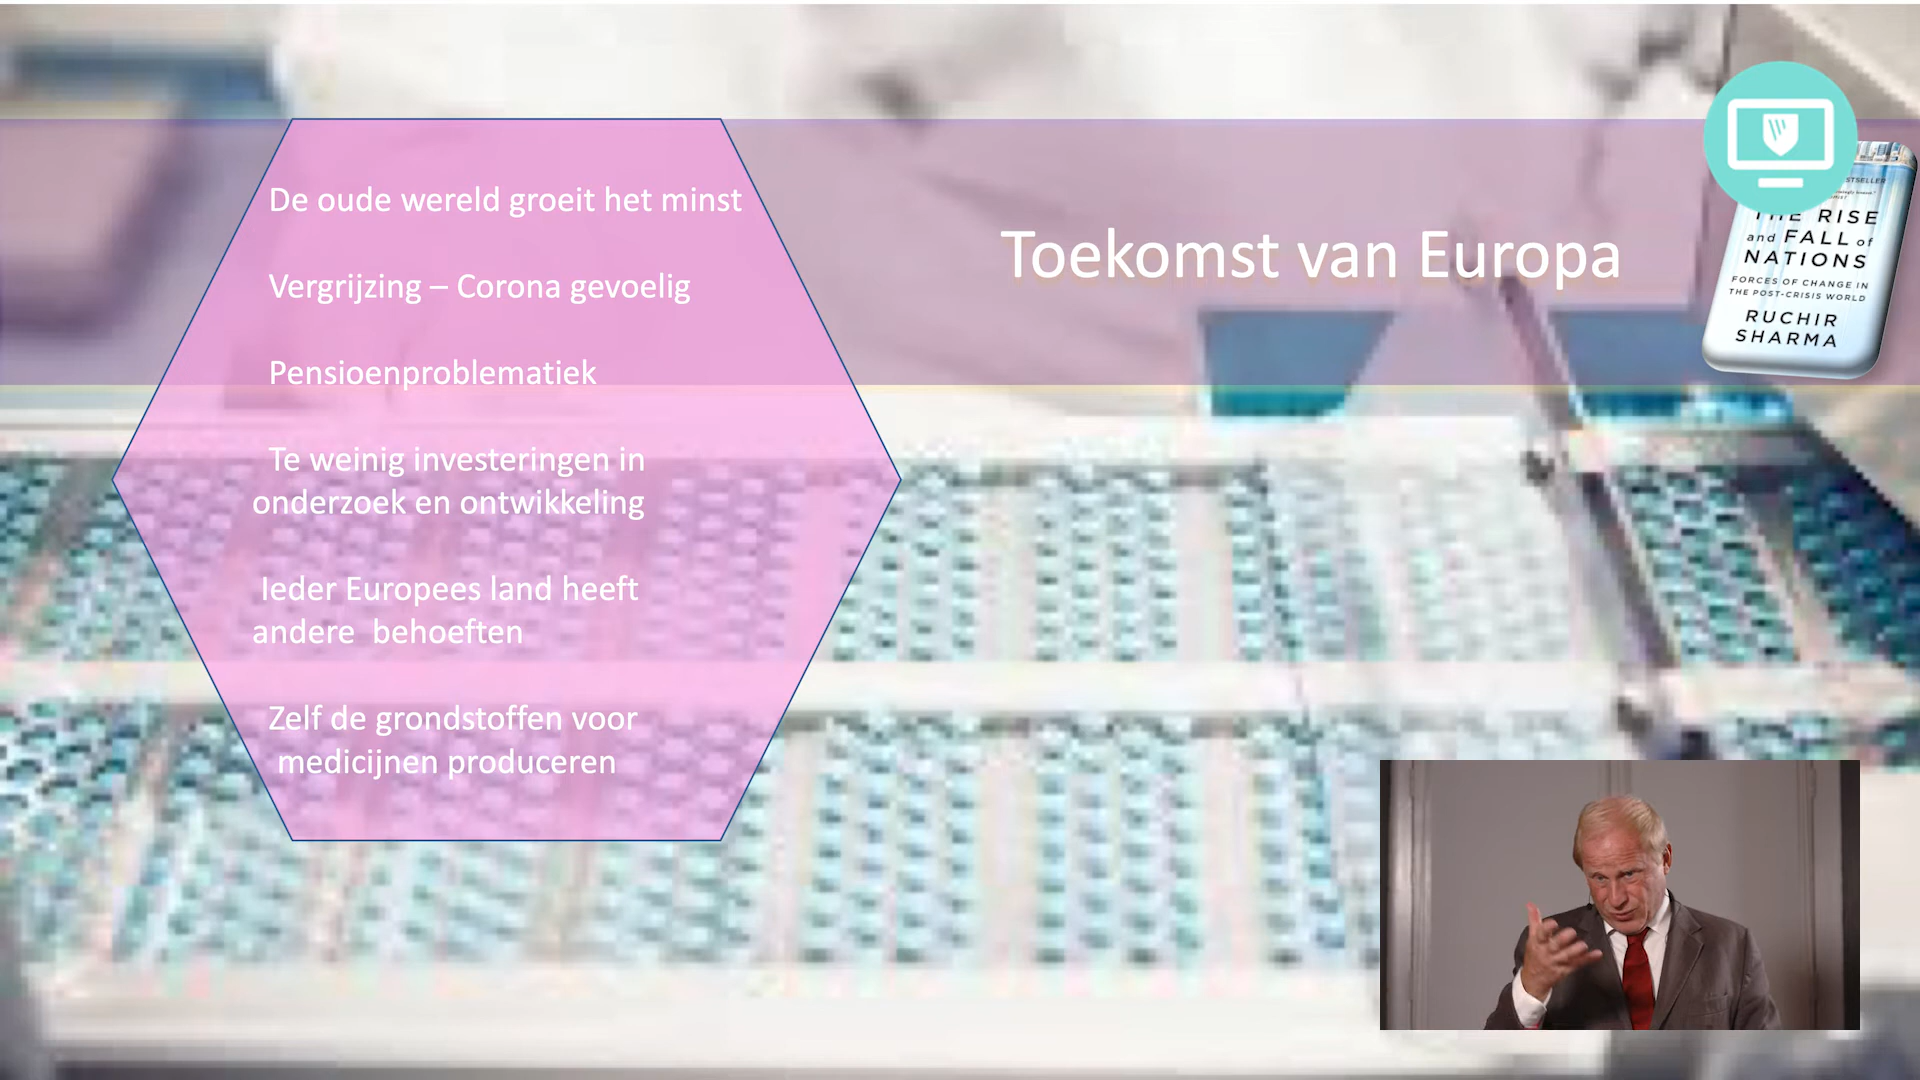 De oude wereld groeit het minst
Vergrijzing – Corona gevoelig
Pensioenproblematiek
Te weinig investeringen in
onderzoek en ontwikkeling
Ieder Europees land heeft
andere behoeften
Zelf de grondstoffen voor
medicijnen produceren
Toekomst van Europa
THE RISE
and FALL of
NATIONS
FORCES OF CHANGE IN
THE POST-CRISIS WORLD
RUCHIR
SHARMA